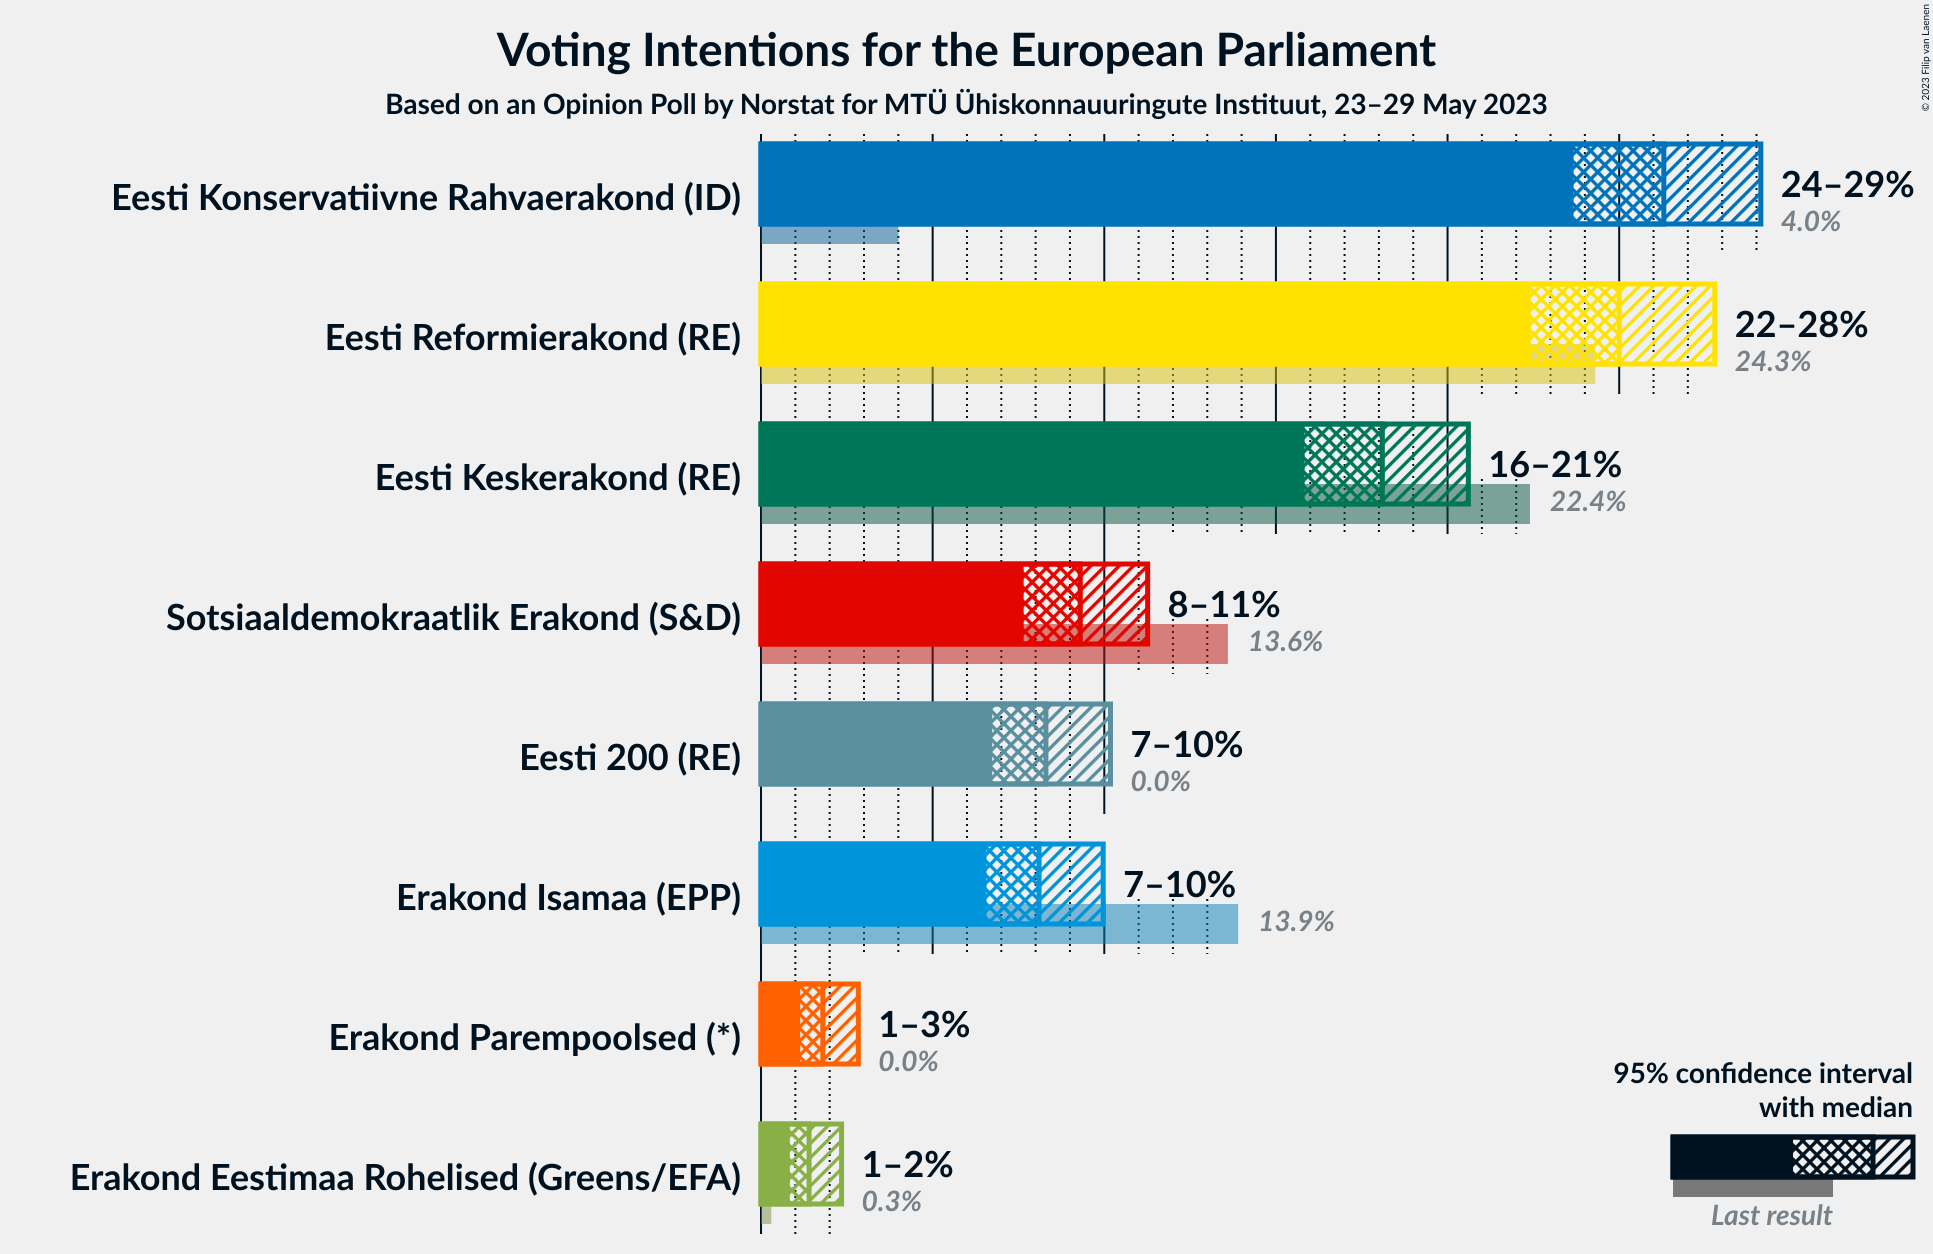 Voting Intentions for the European Parliament
Based on an Opinion Poll by Norstat for MTÜ Ühiskonnauuringute Instituut, 23–29 May 2023
© 2023 Filip van Laenen
Eesti Konservatiivne Rahvaerakond (ID)
24–29%
4.0%
Eesti Reformierakond (RE)
22–28%
24.3%
Eesti Keskerakond (RE)
16–21%
22.4%
Sotsiaaldemokraatlik Erakond (S&D)
8–11%
13.6%
Eesti 200 (RE)
7–10%
0.0%
Erakond Isamaa (EPP)
7–10%
13.9%
Erakond Parempoolsed (*)
1–3%
0.0%
Erakond Eestimaa Rohelised (Greens/EFA)
1–2%
0.3%
95% confidence interval
with median
Last result